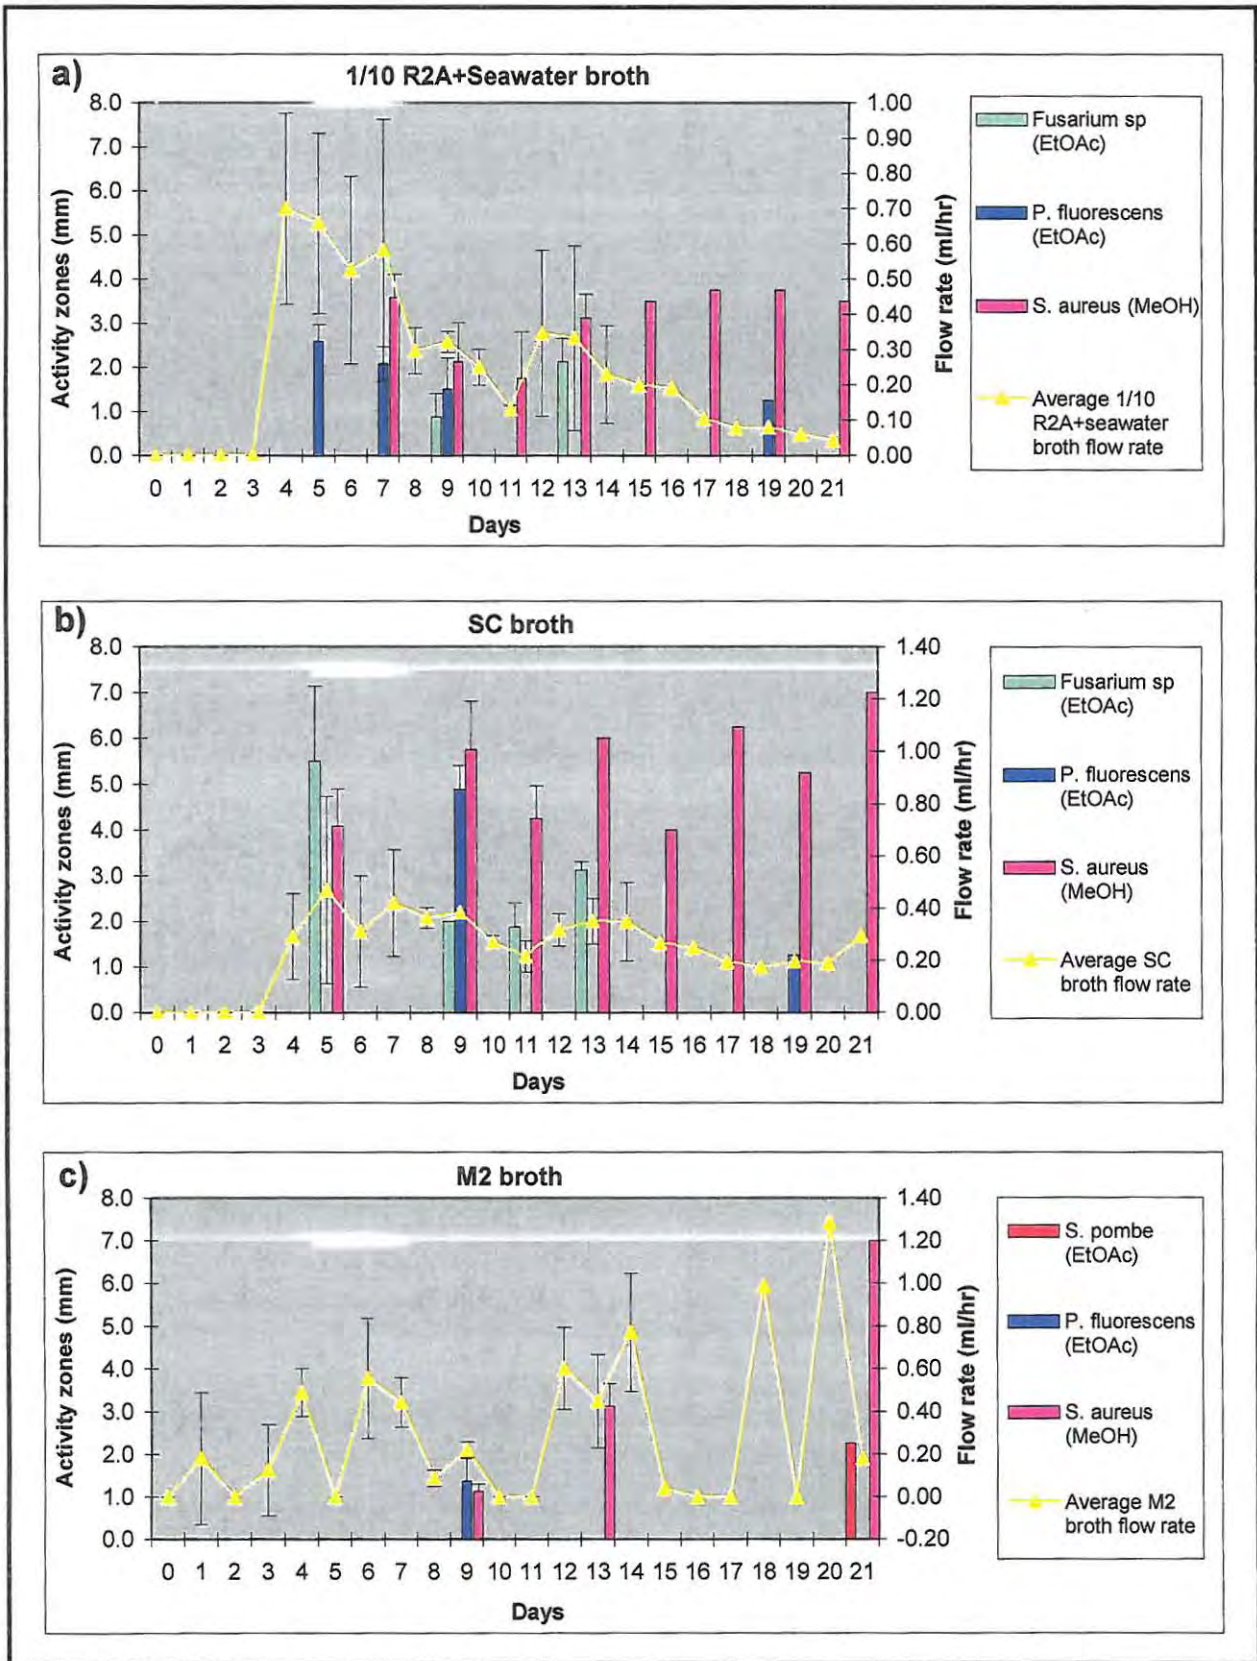 a)
1/10 R2A+Seawater broth
8.0
7.0
6.0
5.0
4.0
3.0
2.0
1.0
0.0
Activity zones (mm)
1.00
0.90
0.80
0.70
0.60
0.50
0.40
0.30
0.20
0.10
0.00
Flow rate (ml/hr)
0 1 2 3 4 5 6 7 8 9 10 11 12 13 14 15 16 17 18 19 20 21
Days
Fusarium sp
(EtOAc)
P. fluorescens
(EtOAc)
S. aureus (MeOH)
Average 1/10
R2A+seawater
broth flow rate
b)
SC broth
8.0
7.0
6.0
5.0
4.0
3.0
2.0
1.0
0.0
Activity zones (mm)
1.40
1.20
1.00
0.80
0.60
0.40
0.20
0.00
Flow rate (ml/hr)
0 1 2 3 4 5 6 7 8 9 10 11 12 13 14 15 16 17 18 19 20 21
Days
Fusarium sp
(EtOAc)
P. fluorescens
(EtOAc)
S. aureus
(MeOH)
Average SC
broth flow rate
c)
M2 broth
8.0
7.0
6.0
5.0
4.0
3.0
2.0
1.0
0.0
Activity zones (mm)
1.40
1.20
1.00
0.80
0.60
0.40
0.20
0.00
-0.20
Flow rate (ml/hr)
0 1 2 3 4 5 6 7 8 9 10 11 12 13 14 15 16 17 18 19 20 21
Days
S. pombe
(EtOAc)
P. fluorescens
(EtOAc)
S. aureus
(MeOH)
Average M2
broth flow rate